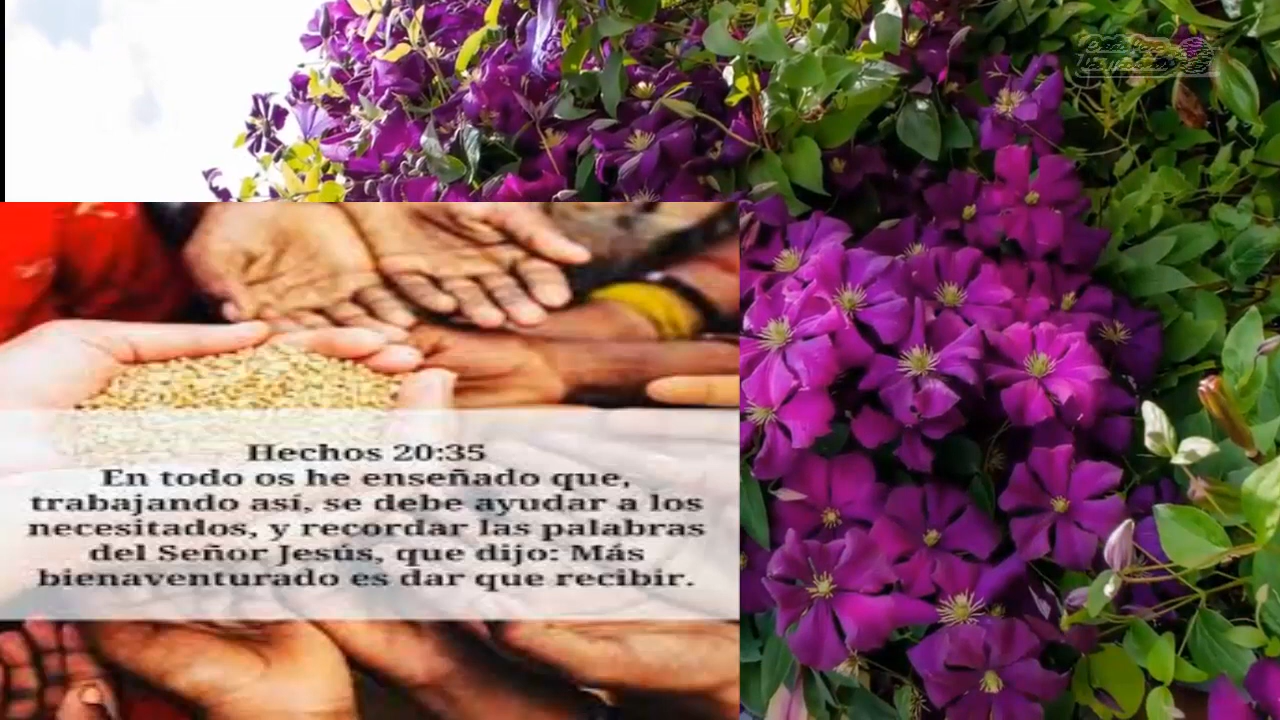 Hechos 20:35
En todo os he enseñado que,
trabajando así, se debe ayudar a los
necesitados, y recordar las palabras
del Señor Jesús, que dijo: Más
bienaventurado es dar que recibir.